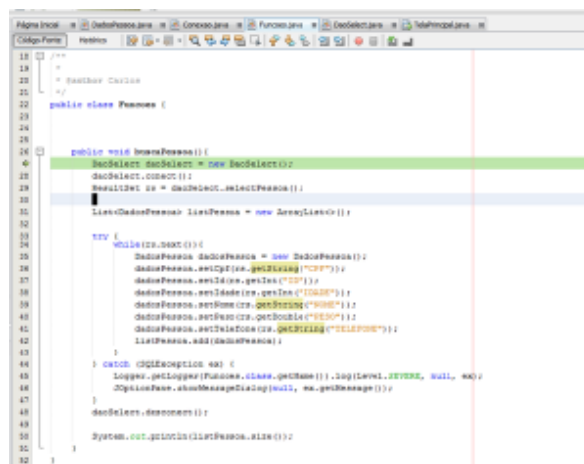 Página Inicial DadosPessoa.java Conexao.java Funcoes.java DaoSelect.java TelaPrincipal.java
Código-Fonte Histórico
18 /**
19 *
20 * @author Carlos
21 */
22 public class Funcoes {
23
24
25
26 public void buscaPessoa(){
DaoSelect daoSelect = new DaoSelect();
28 daoSelect.conect();
29 ResultSet rs = daoSelect.selectPessoa();
30
31 List<DadosPessoa> listPessoa = new ArrayList<>();
32
33 try {
34 while(rs.next()){
35 DadosPessoa dadosPessoa = new DadosPessoa();
36 dadosPessoa.setCpf(rs.getString("CPF"));
37 dadosPessoa.setId(rs.getInt("ID"));
38 dadosPessoa.setIdade(rs.getInt("IDADE"));
39 dadosPessoa.setNome(rs.getString("NOME"));
40 dadosPessoa.setPeso(rs.getDouble("PESO"));
41 dadosPessoa.setTelefone(rs.getString("TELEFONE"));
42 listPessoa.add(dadosPessoa);
43 }
44 } catch (SQLException ex) {
45 Logger.getLogger(Funcoes.class.getName()).log(Level.SEVERE, null, ex);
46 JOptionPane.showMessageDialog(null, ex.getMessage());
47 }
48 daoSelect.desconect();
49
50 System.out.println(listPessoa.size());
51 }
52 }